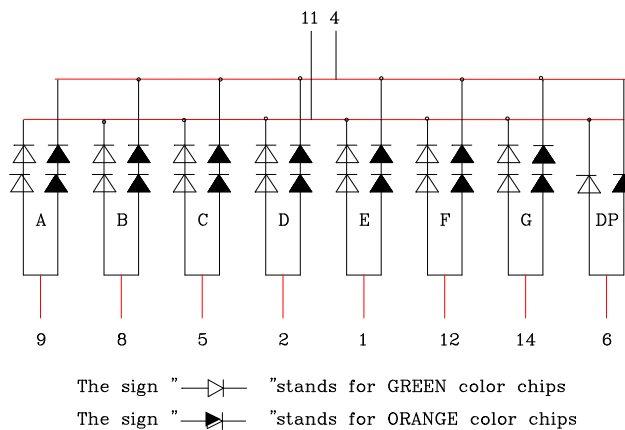 11 4
A B C D E F G DP
9 8 5 2 1 12 14 6
The sign " "stands for GREEN color chips
The sign " "stands for ORANGE color chips